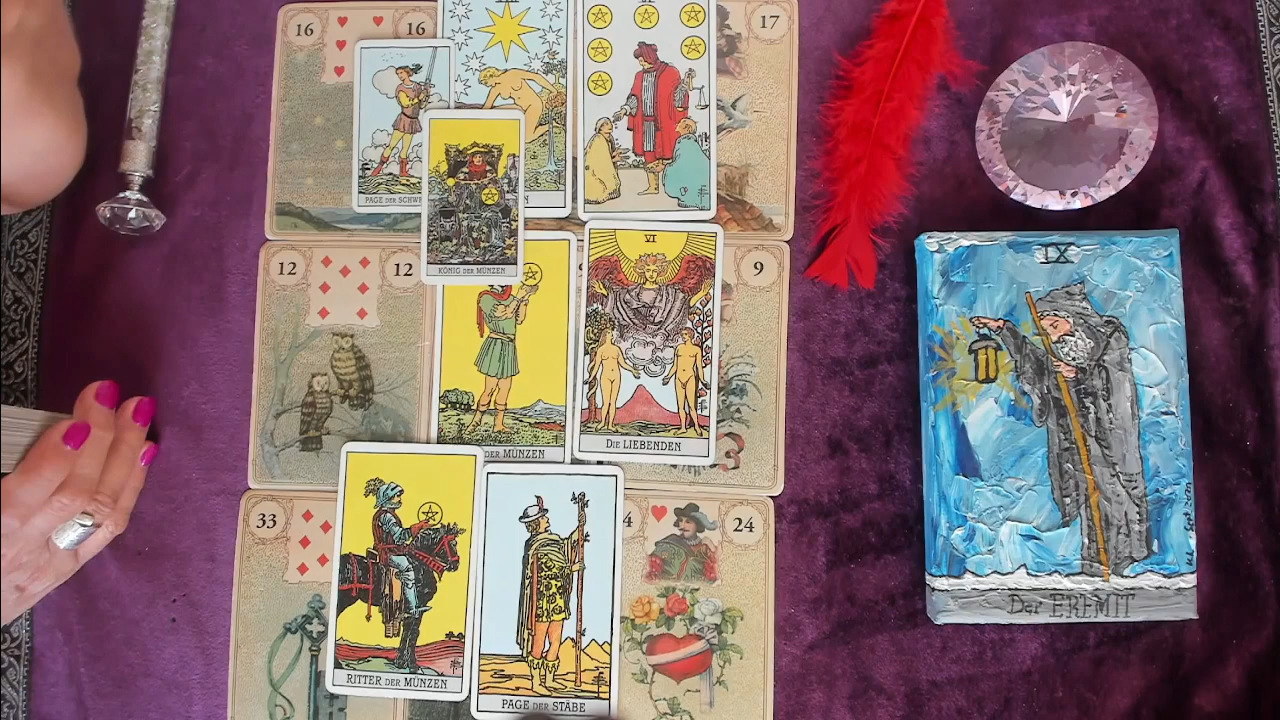 16 16
17
PAGE DER SCHW
N
KÖNIG DER MÜNZEN
12 12
9
VI
DER MÜNZEN
DIE LIEBENDEN
33
4 24
RITTER DER MÜNZEN
PAGE DER STÄBE
IX
Der EREMIT